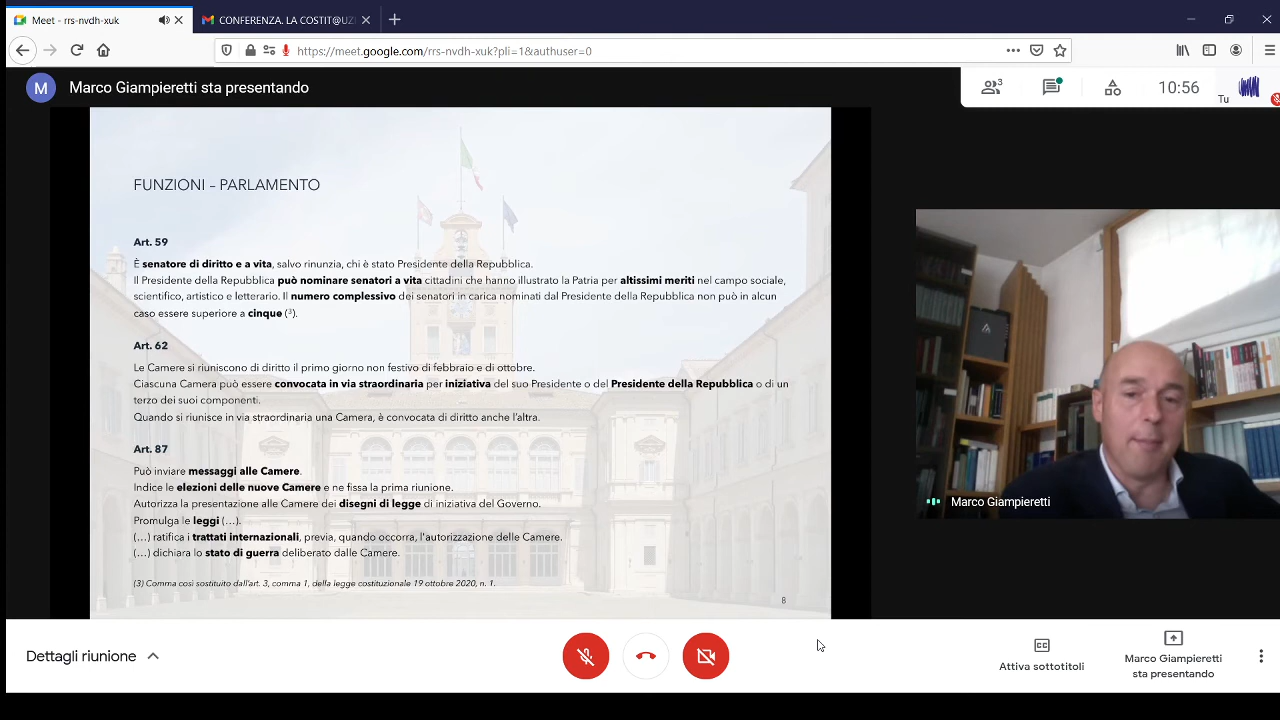 Meet - rrs-nvdh-xuk
CONFERENZA. LA COSTIT@UZI
https://meet.google.com/rrs-nvdh-xuk?pli=1&authuser=0
M
Marco Giampieretti sta presentando
3
10:56
Tu
FUNZIONI – PARLAMENTO
Art. 59
È senatore di diritto e a vita, salvo rinunzia, chi è stato Presidente della Repubblica.
Il Presidente della Repubblica può nominare senatori a vita cittadini che hanno illustrato la Patria per altissimi meriti nel campo sociale,
scientifico, artistico e letterario. Il numero complessivo dei senatori in carica nominati dal Presidente della Repubblica non può in alcun
caso essere superiore a cinque (³).
Art. 62
Le Camere si riuniscono di diritto il primo giorno non festivo di febbraio e di ottobre.
Ciascuna Camera può essere convocata in via straordinaria per iniziativa del suo Presidente o del Presidente della Repubblica o di un
terzo dei suoi componenti.
Quando si riunisce in via straordinaria una Camera, è convocata di diritto anche l'altra.
Art. 87
Può inviare messaggi alle Camere.
Indice le elezioni delle nuove Camere e ne fissa la prima riunione.
Autorizza la presentazione alle Camere dei disegni di legge di iniziativa del Governo.
Promulga le leggi (…).
(…) ratifica i trattati internazionali, previa, quando occorra, l'autorizzazione delle Camere.
(…) dichiara lo stato di guerra deliberato dalle Camere.
(3) Comma così sostituito dall'art. 3, comma 1, della legge costituzionale 19 ottobre 2020, n. 1.
8
Marco Giampieretti
Dettagli riunione
CC
Attiva sottotitoli
Marco Giampieretti
sta presentando